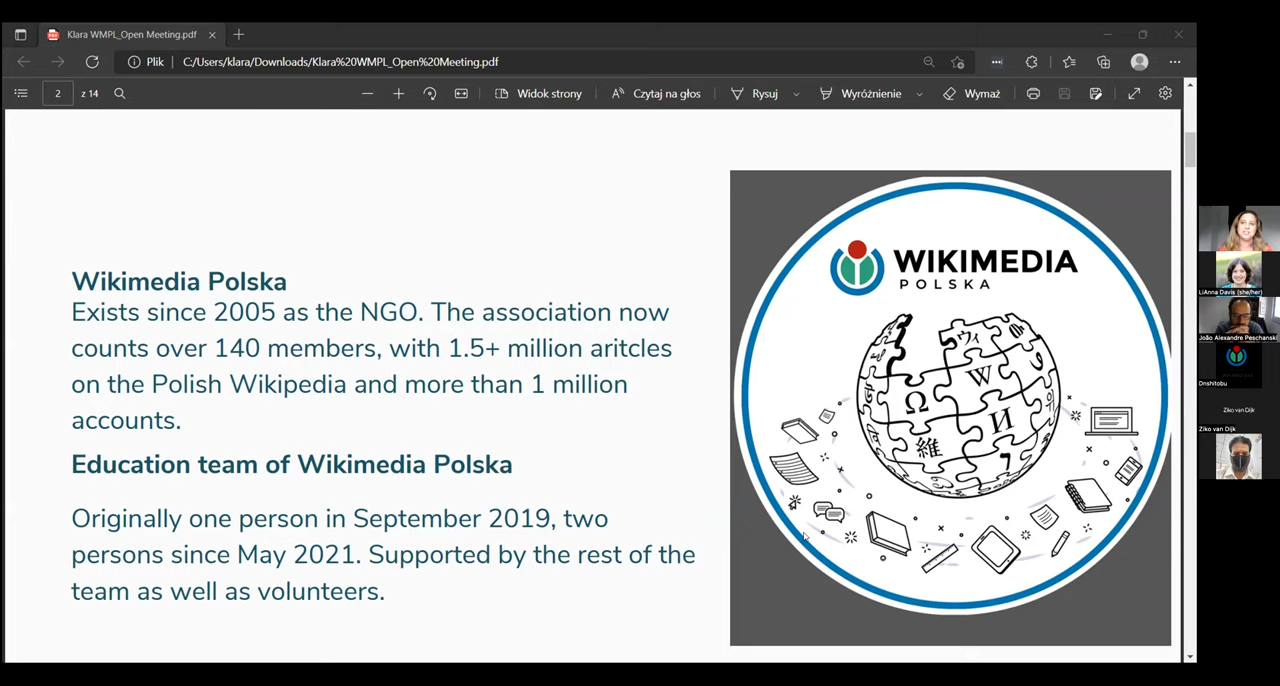 Klara WMPL_Open Meeting.pdf
Plik C:/Users/klara/Downloads/Klara%20WMPL_Open%20Meeting.pdf
2 z 14 Widok strony Czytaj na głos Rysuj Wyróżnienie Wymaż
Wikimedia Polska
Exists since 2005 as the NGO. The association now
counts over 140 members, with 1.5+ million aritcles
on the Polish Wikipedia and more than 1 million
accounts.
Education team of Wikimedia Polska
Originally one person in September 2019, two
persons since May 2021. Supported by the rest of the
team as well as volunteers.
WIKIMEDIA
POLSKA
W
Ω
И
維
LiAnna Davis (she/her)
João Alexandre Peschanski
Dnshitobu
Ziko van Dijk
Ziko van Dijk